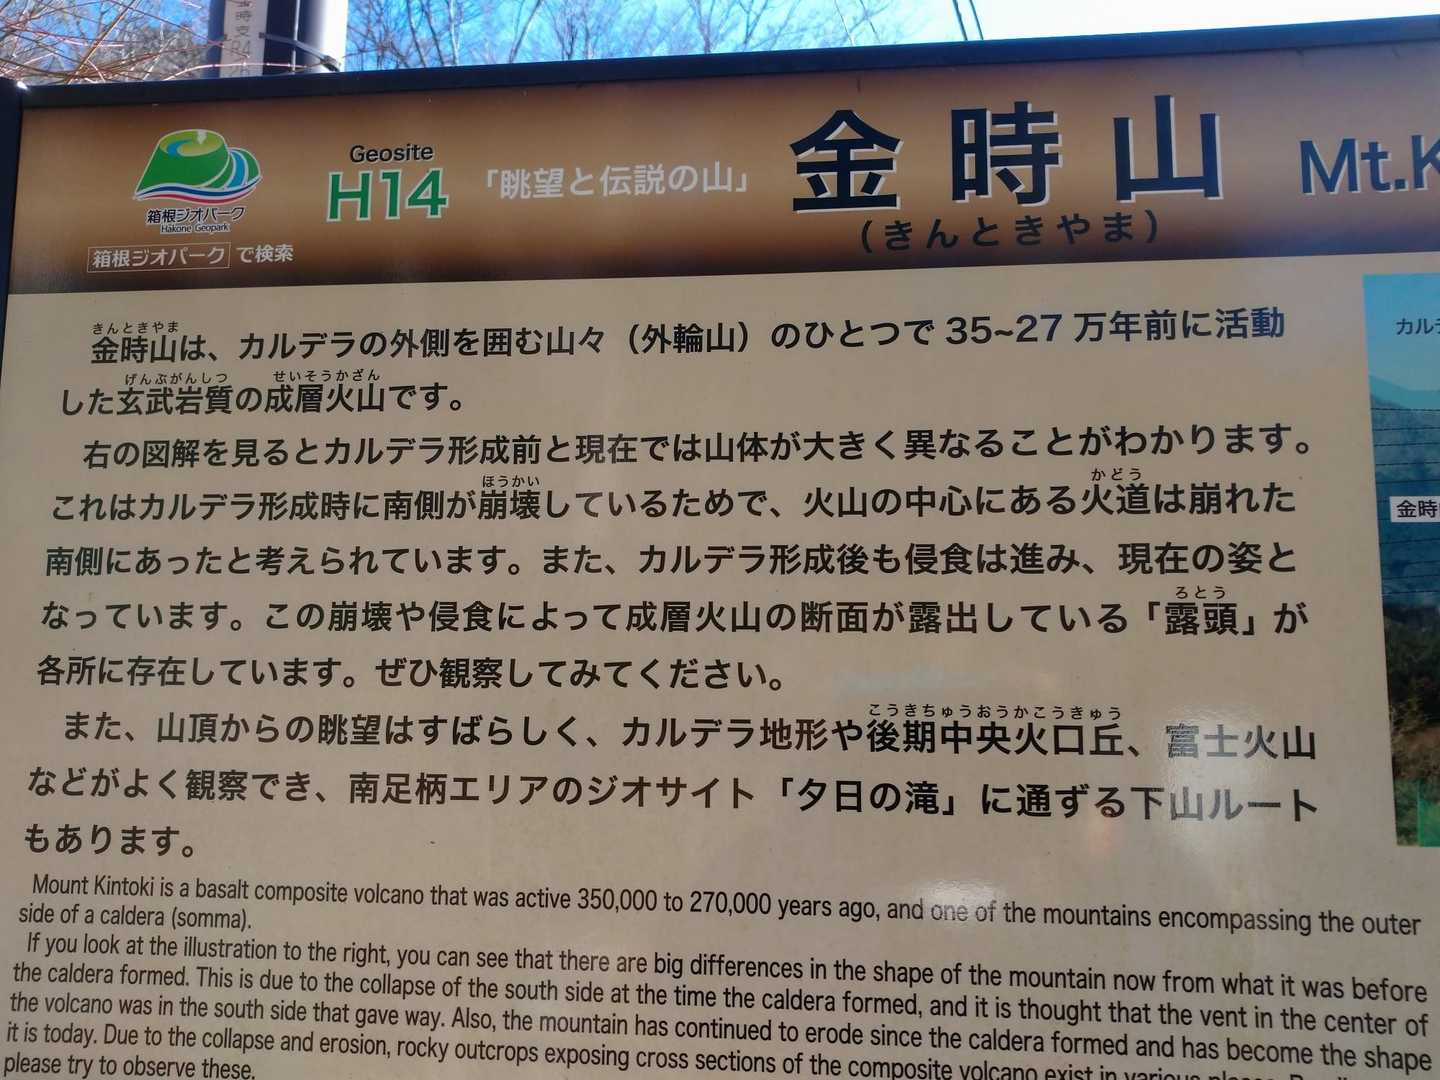 Geosite
H14
「眺望と伝説の山」
金時山
Mt.K
(きんときやま)
箱根ジオパーク
Hakone Geopark
箱根ジオパーク で検索
きんときやま
金時山は、カルデラの外側を囲む山々（外輪山）のひとつで 35~27 万年前に活動
げんぶがんしつ せいそうかざん
した玄武岩質の成層火山です。
右の図解を見るとカルデラ形成前と現在では山体が大きく異なることがわかります。
ほうかい かどう
これはカルデラ形成時に南側が崩壊しているためで、火山の中心にある火道は崩れた
南側にあったと考えられています。また、カルデラ形成後も侵食は進み、現在の姿と
ろとう
なっています。この崩壊や侵食によって成層火山の断面が露出している「露頭」が
各所に存在しています。ぜひ観察してみてください。
こうきちゅうおうかこうきゅう
また、山頂からの眺望はすばらしく、カルデラ地形や後期中央火口丘、富士火山
などがよく観察でき、南足柄エリアのジオサイト「夕日の滝」に通ずる下山ルート
もあります。
Mount Kintoki is a basalt composite volcano that was active 350,000 to 270,000 years ago, and one of the mountains encompassing the outer
side of a caldera (somma).
If you look at the illustration to the right, you can see that there are big differences in the shape of the mountain now from what it was before
the caldera formed. This is due to the collapse of the south side at the time the caldera formed, and it is thought that the vent in the center of
the volcano was in the south side that gave way. Also, the mountain has continued to erode since the caldera formed and has become the shape
it is today. Due to the collapse and erosion, rocky outcrops exposing cross sections of the composite volcano exist in various
please try to observe these.
カルデ
金時